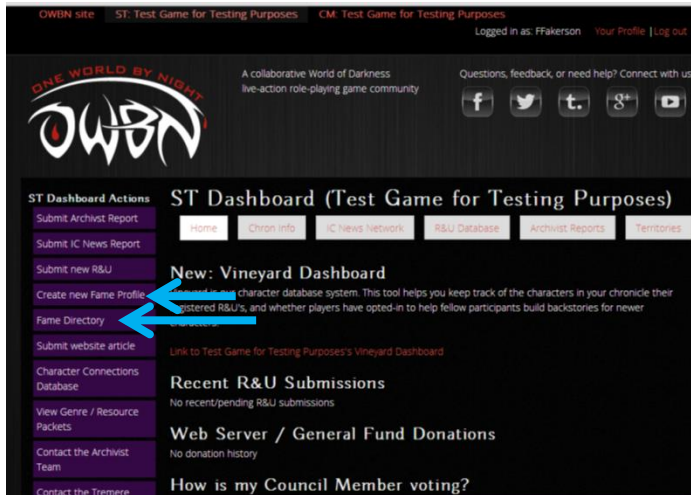 OWBN site ST: Test Game for Testing Purposes CM: Test Game for Testing Purposes
Logged in as: FFakerson Your Profile | Log out
ONE WORLD BY NIGHT
OWBN
A collaborative World of Darkness
live-action role-playing game community
Questions, feedback, or need help? Connect with us
f t. g+
ST Dashboard Actions
Submit Archivst Report
Submit IC News Report
Submit new R&U
Create new Fame Profile
Fame Directory
Submit website article
Character Connections
Database
View Genre / Resource
Packets
Contact the Archivist
Team
Contact the Tremere
ST Dashboard (Test Game for Testing Purposes)
Home Chron Info IC News Network R&U Database Archivist Reports Territories
New: Vineyard Dashboard
is our character database system. This tool helps you keep track of the characters in your chronicle their
registered R&U's, and whether players have opted-in to help fellow participants build backstories for newer
characters.
Link to Test Game for Testing Purposes's Vineyard Dashboard
Recent R&U Submissions
No recent/pending R&U submissions
Web Server / General Fund Donations
No donation history
How is my Council Member voting?